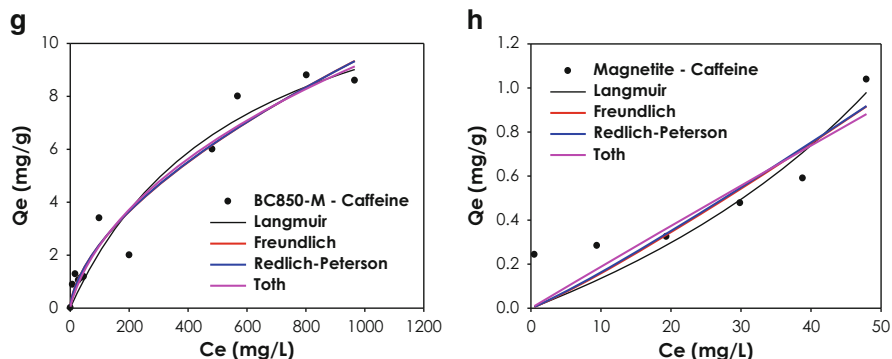 g
10
8
6
4
2
0
Qe (mg/g)
BC850-M - Caffeine
Langmuir
Freundlich
Redlich-Peterson
Toth
0 200 400 600 800 1000 1200
Ce (mg/L)
h
1.2
1.0
0.8
0.6
0.4
0.2
0.0
Qe (mg/g)
Magnetite - Caffeine
Langmuir
Freundlich
Redlich-Peterson
Toth
0 10 20 30 40 50
Ce (mg/L)